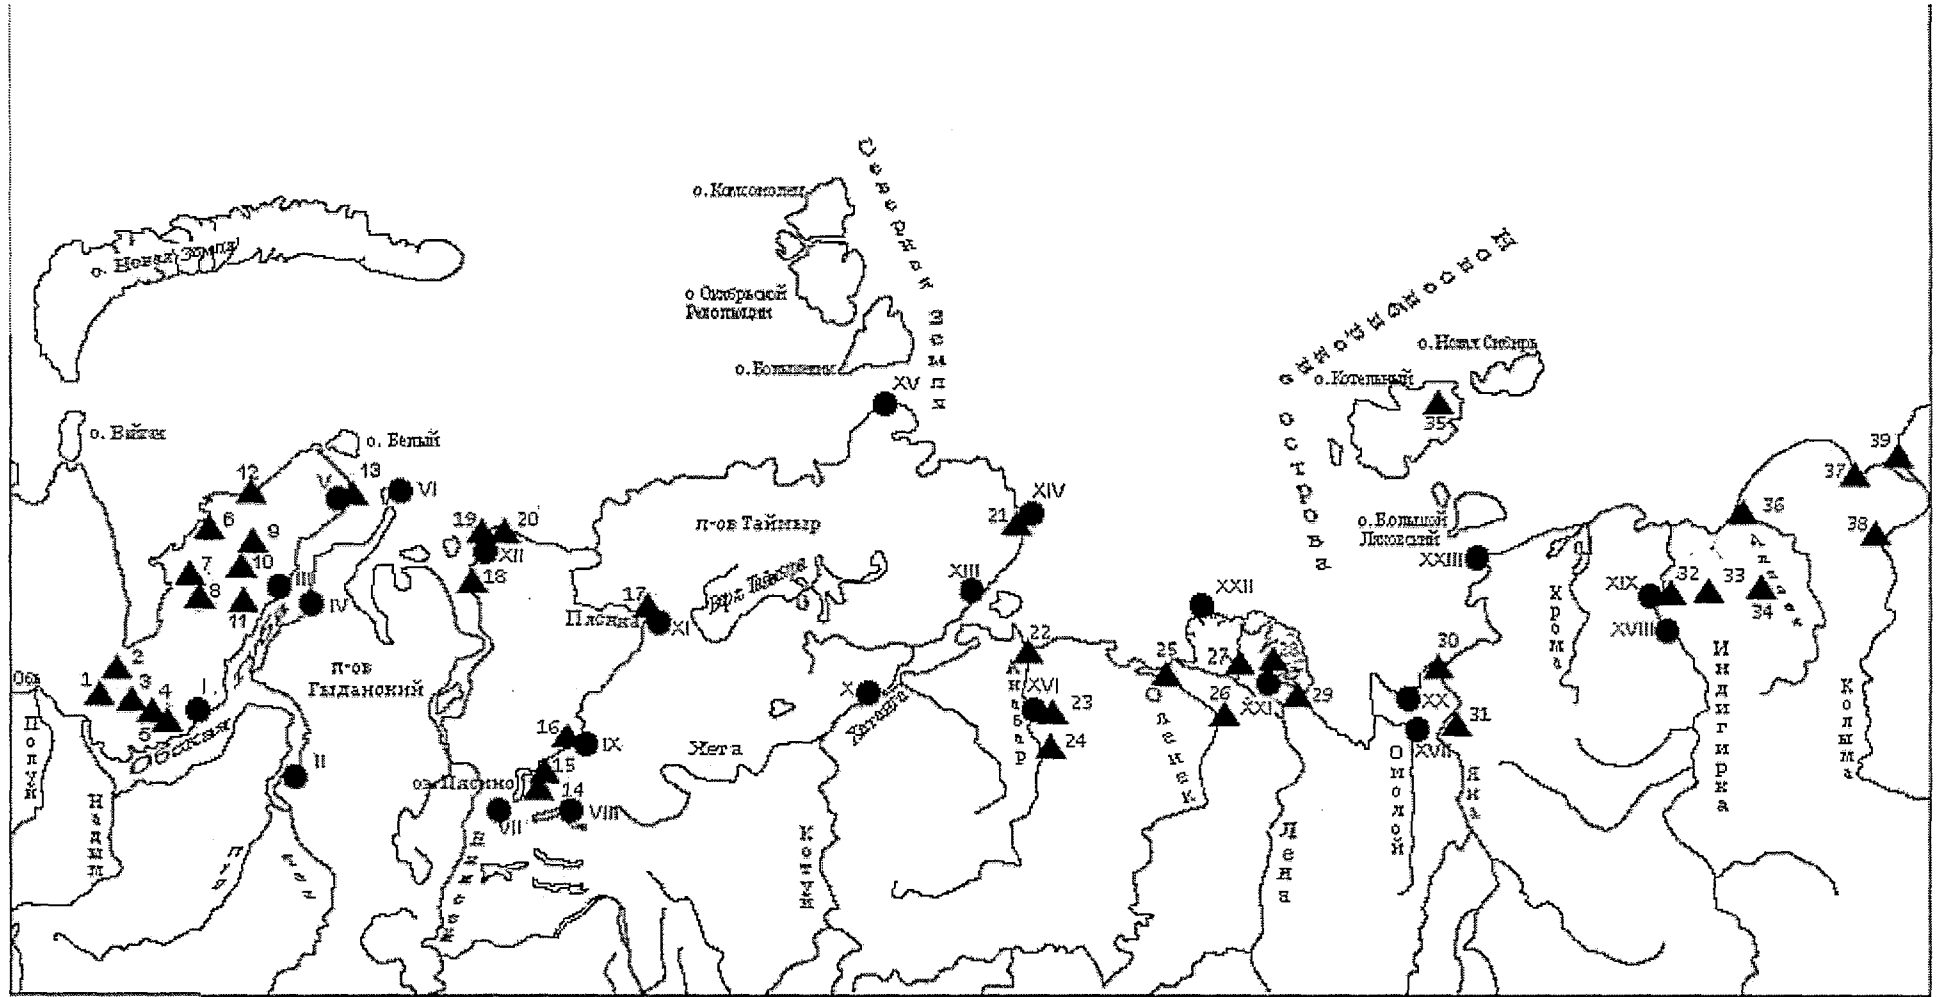 о. Комсомолец
Северная Земля
о. Новая Земля
о Октябрьской
Революции
о. Большевик
Новосибирские
острова
о. Новая Сибирь
о. Котельный
35
XV
о. Вайгач
о. Белый
12
V
13
VI
6
9
7
10
8
11
III
IV
19
20
XII
18
п-ов Таймыр
XIV
21
XIII
17
Пясина
XI
о. Большой
Ляховский
XXIII
39
37
36
38
XXII
Хрома
XIX
32
33
34
XVIII
Алазея
Индигирка
Колыма
2
1
3
4
5
I
Обь
Обская
п-ов
Гыданский
II
Полуй
Надым
Пур
Таз
16
IX
15
оз. Пясино
14
VII
VIII
Енисей
Хета
X
Хатанга
Котуй
22
Анабар
XVI
23
24
25
Оленек
26
27
28
XXI
29
Лена
30
XX
XVII
31
Омолой
Яна